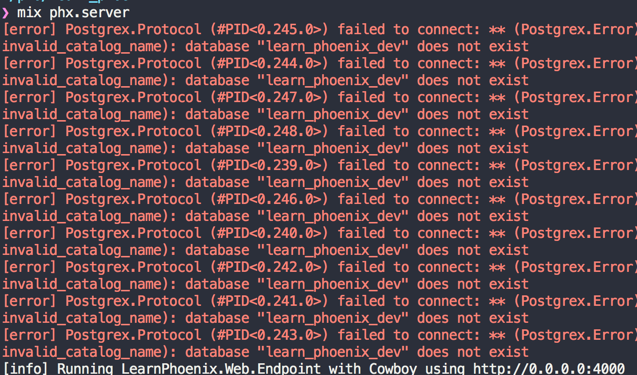 ❯ mix phx.server
[error] Postgrex.Protocol (#PID<0.245.0>) failed to connect: ** (Postgrex.Error)
invalid_catalog_name): database "learn_phoenix_dev" does not exist
[error] Postgrex.Protocol (#PID<0.244.0>) failed to connect: ** (Postgrex.Error)
invalid_catalog_name): database "learn_phoenix_dev" does not exist
[error] Postgrex.Protocol (#PID<0.247.0>) failed to connect: ** (Postgrex.Error)
invalid_catalog_name): database "learn_phoenix_dev" does not exist
[error] Postgrex.Protocol (#PID<0.248.0>) failed to connect: ** (Postgrex.Error)
invalid_catalog_name): database "learn_phoenix_dev" does not exist
[error] Postgrex.Protocol (#PID<0.239.0>) failed to connect: ** (Postgrex.Error)
invalid_catalog_name): database "learn_phoenix_dev" does not exist
[error] Postgrex.Protocol (#PID<0.246.0>) failed to connect: ** (Postgrex.Error)
invalid_catalog_name): database "learn_phoenix_dev" does not exist
[error] Postgrex.Protocol (#PID<0.240.0>) failed to connect: ** (Postgrex.Error)
invalid_catalog_name): database "learn_phoenix_dev" does not exist
[error] Postgrex.Protocol (#PID<0.242.0>) failed to connect: ** (Postgrex.Error)
invalid_catalog_name): database "learn_phoenix_dev" does not exist
[error] Postgrex.Protocol (#PID<0.241.0>) failed to connect: ** (Postgrex.Error)
invalid_catalog_name): database "learn_phoenix_dev" does not exist
[error] Postgrex.Protocol (#PID<0.243.0>) failed to connect: ** (Postgrex.Error)
invalid_catalog_name): database "learn_phoenix_dev" does not exist
[info] Running LearnPhoenix.Web.Endpoint with Cowboy using http://0.0.0.0:4000